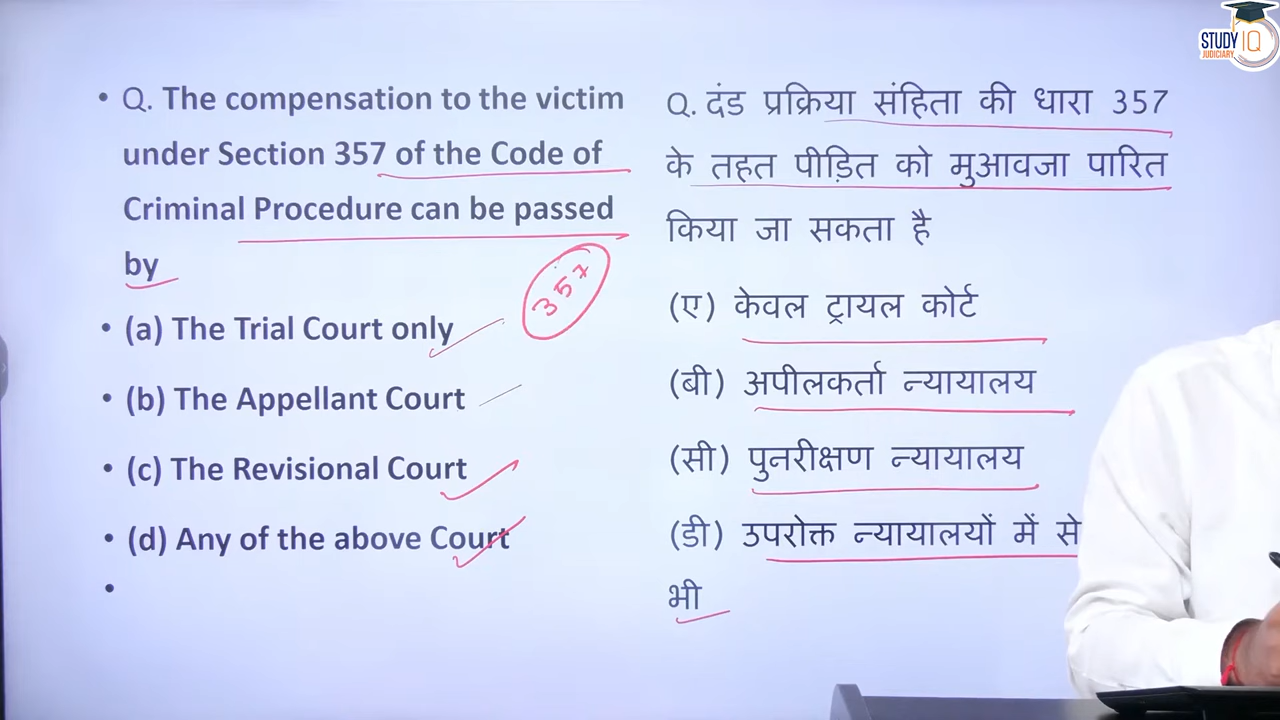 STUDY IQ
JUDICIARY
• Q. The compensation to the victim
under Section 357 of the Code of
Criminal Procedure can be passed
by
• (a) The Trial Court only
• (b) The Appellant Court
• (c) The Revisional Court
• (d) Any of the above Court
•
357
Q. दंड प्रक्रिया संहिता की धारा 357
के तहत पीड़ित को मुआवजा पारित
किया जा सकता है
(ए) केवल ट्रायल कोर्ट
(बी) अपीलकर्ता न्यायालय
(सी) पुनरीक्षण न्यायालय
(डी) उपरोक्त न्यायालयों में से
भी